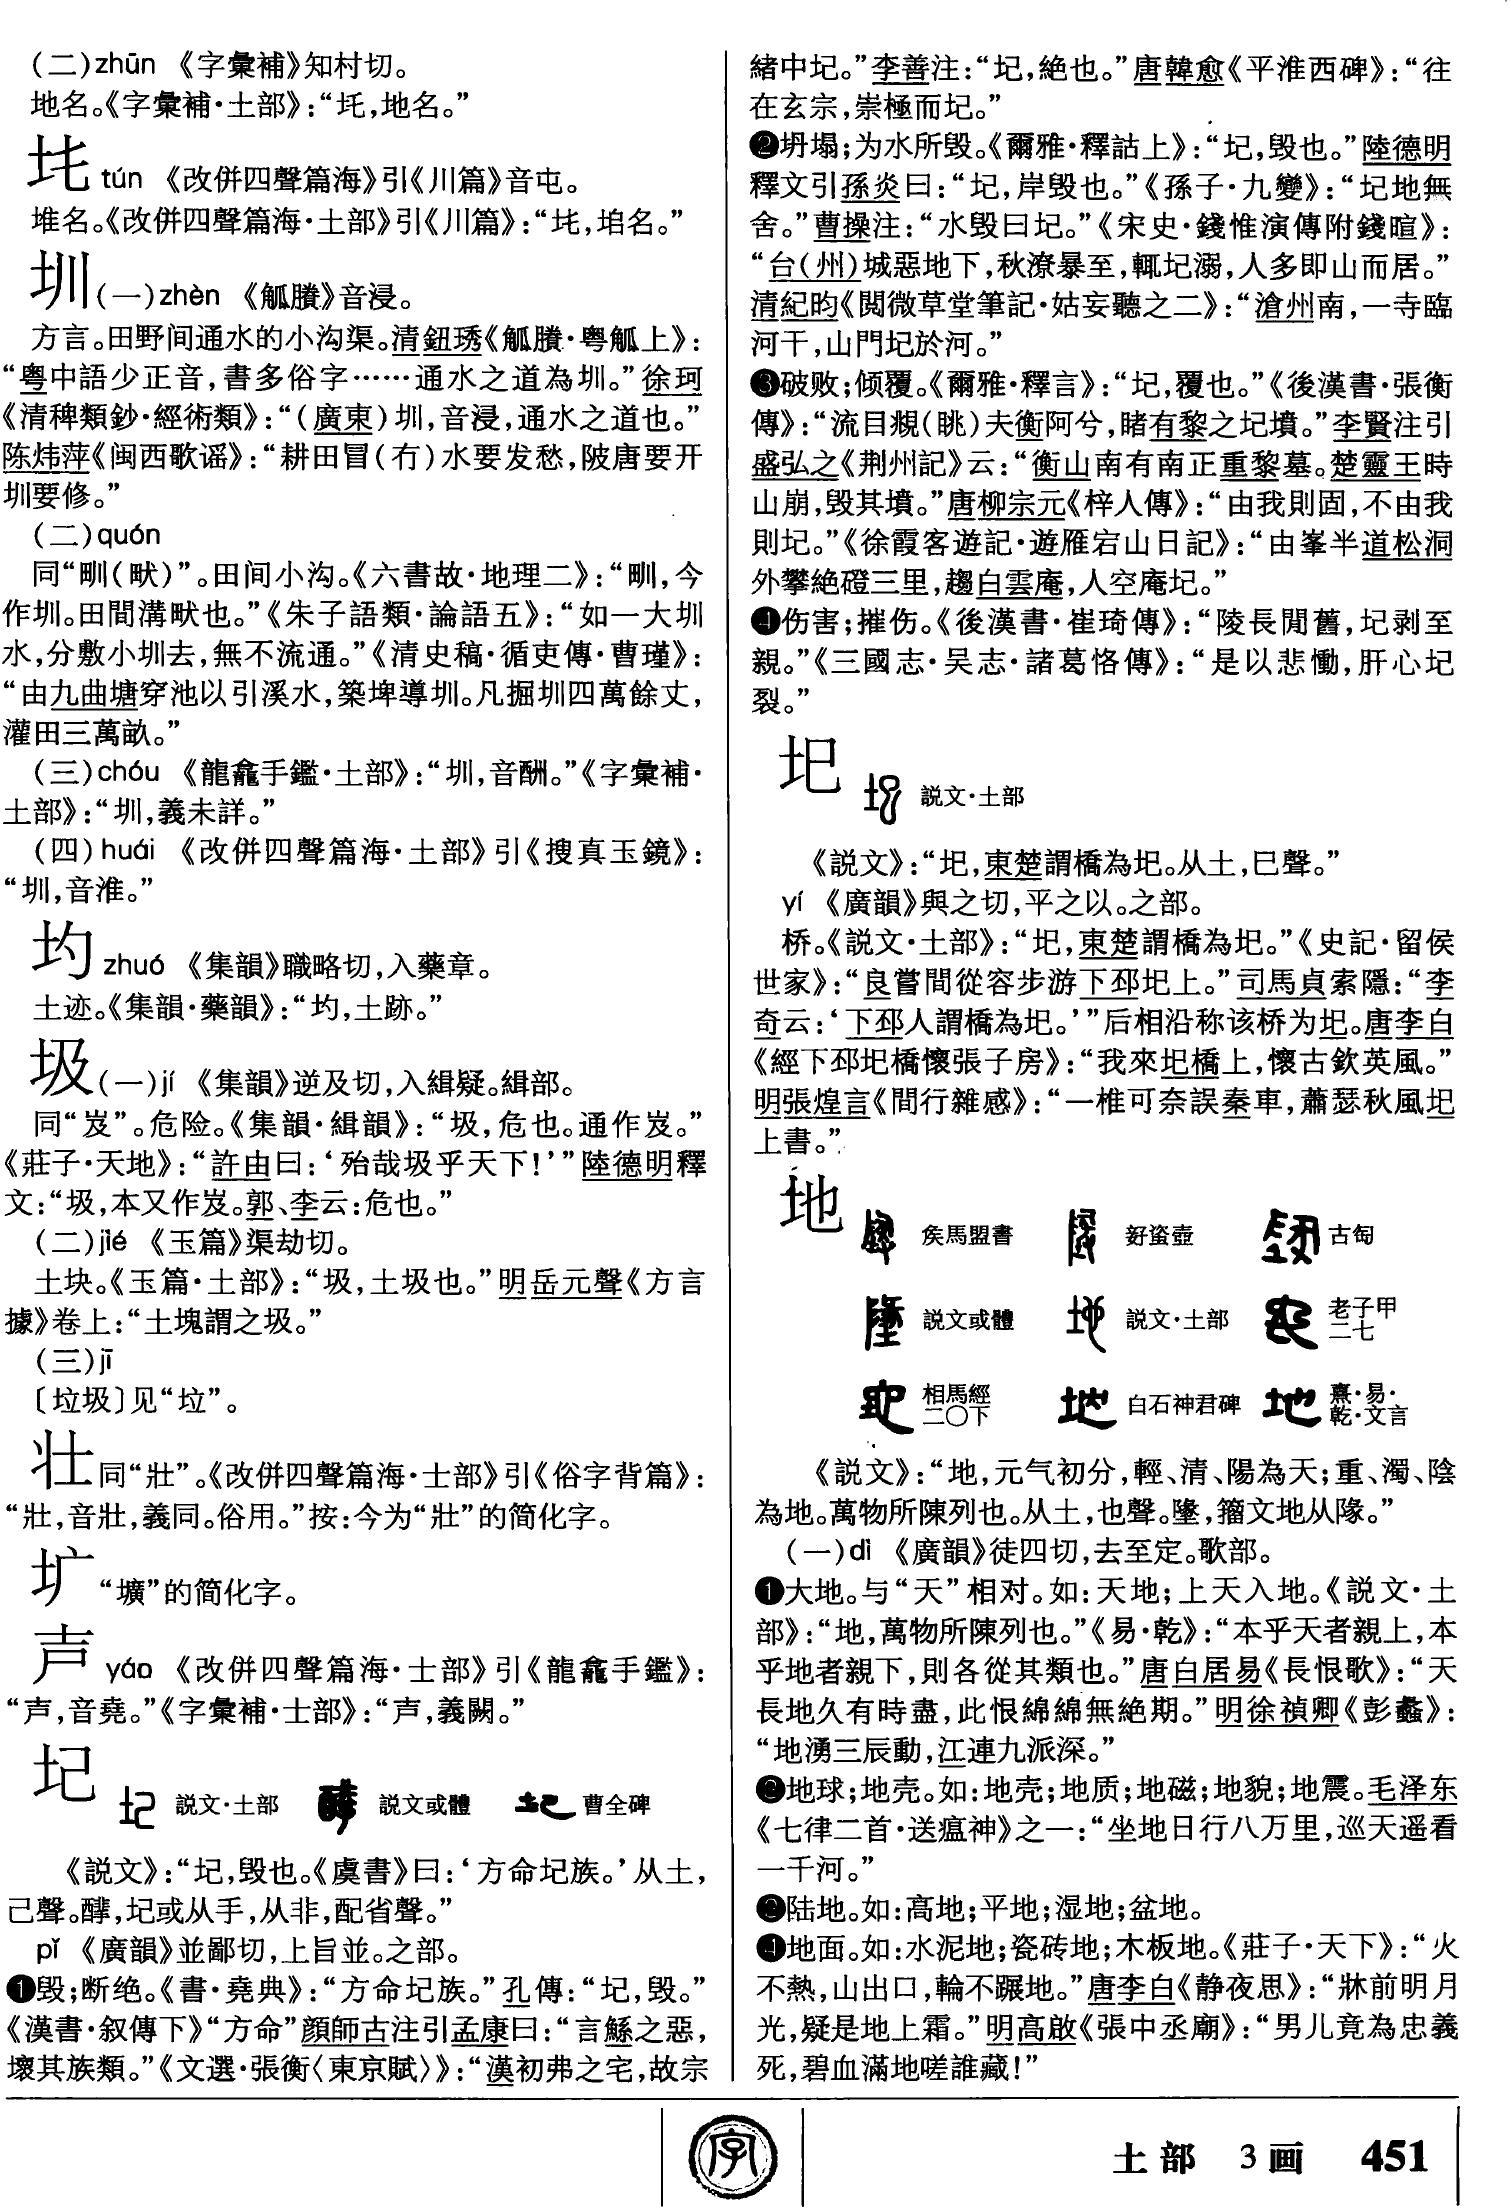 (二)zhūn 《字彙補》知村切。
地名。《字彙補·土部》：“圫,地名。”
圫 tún 《改併四聲篇海》引《川篇》音屯。
堆名。《改併四聲篇海·土部》引《川篇》：“圫,㘸名。”
圳(一)zhèn 《觚賸》音浸。
方言。田野间通水的小沟渠。清鈕琇《觚賸·粤觚上》：
“粤中語少正音,書多俗字……通水之道為圳。”徐珂
《清稗類鈔·經術類》：“(廣東)圳,音浸,通水之道也。”
陈炜萍《闽西歌谣》：“耕田冒(冇)水要发愁,陂唐要开
圳要修。”
(二)quón
同“甽(畎)”。田间小沟。《六書故·地理二》：“甽,今
作圳。田間溝畎也。”《朱子語類·論語五》：“如一大圳
水,分敷小圳去,無不流通。”《清史稿·循吏傳·曹瑾》：
“由九曲塘穿池以引溪水,築埤導圳。凡掘圳四萬餘丈,
灌田三萬畝。”
(三)chóu 《龍龕手鑑·土部》：“圳,音酬。”《字彙補·
土部》：“圳,義未詳。”
(四)huái 《改併四聲篇海·土部》引《搜真玉鏡》：
“圳,音淮。”
圴 zhuó 《集韻》職略切,入藥章。
土迹。《集韻·藥韻》：“圴,土跡。”
圾(一)jí 《集韻》逆及切,入緝疑。緝部。
同“岌”。危险。《集韻·緝韻》：“圾,危也。通作岌。”
《莊子·天地》：“許由曰：‘殆哉圾乎天下！’”陸德明釋
文：“圾,本又作岌。郭、李云：危也。”
(二)jié 《玉篇》渠劫切。
土块。《玉篇·土部》：“圾,土圾也。”明岳元聲《方言
據》卷上：“土塊謂之圾。”
(三)jī
〔垃圾〕见“垃”。
壮同“壯”。《改併四聲篇海·士部》引《俗字背篇》：
“壯,音壯,義同。俗用。”按：今为“壯”的简化字。
圹 “壙”的简化字。
声 yáo 《改併四聲篇海·士部》引《龍龕手鑑》：
“声,音堯。”《字彙補·士部》：“声,義闕。”
圮 説文·土部 説文或體 曹全碑
《説文》：“圮,毁也。《虞書》曰：‘方命圮族。’从土,
己聲。𨻄,圮或从手,从非,配省聲。”
pǐ 《廣韻》並鄙切,上旨並。之部。
❶毁；断绝。《書·堯典》：“方命圮族。”孔傳：“圮,毁。”
《漢書·叙傳下》“方命”顔師古注引孟康曰：“言鯀之惡,
壞其族類。”《文選·張衡〈東京賦〉》：“漢初弗之宅,故宗
緒中圮。”李善注：“圮,絶也。”唐韓愈《平淮西碑》：“往
在玄宗,崇極而圮。”
❷坍塌；为水所毁。《爾雅·釋詁上》：“圮,毁也。”陸德明
釋文引孫炎曰：“圮,岸毁也。”《孫子·九變》：“圮地無
舍。”曹操注：“水毁曰圮。”《宋史·錢惟演傳附錢暄》：
“台(州)城惡地下,秋潦暴至,輒圮溺,人多即山而居。”
清紀昀《閲微草堂筆記·姑妄聽之二》：“滄州南,一寺臨
河干,山門圮於河。”
❸破败；倾覆。《爾雅·釋言》：“圮,覆也。”《後漢書·張衡
傳》：“流目覜(眺)夫衡阿兮,睹有黎之圮墳。”李賢注引
盛弘之《荆州記》云：“衡山南有南正重黎墓。楚靈王時
山崩,毁其墳。”唐柳宗元《梓人傳》：“由我則固,不由我
則圮。”《徐霞客遊記·遊雁宕山日記》：“由峯半道松洞
外攀絶磴三里,趨白雲庵,人空庵圮。”
❹伤害；摧伤。《後漢書·崔琦傳》：“陵長閒舊,圮剥至
親。”《三國志·吴志·諸葛恪傳》：“是以悲慟,肝心圮
裂。”
圯 説文·土部
《説文》：“圯,東楚謂橋為圯。从土,巳聲。”
yí 《廣韻》與之切,平之以。之部。
桥。《説文·土部》：“圯,東楚謂橋為圯。”《史記·留侯
世家》：“良嘗間從容步游下邳圯上。”司馬貞索隱：“李
奇云：‘下邳人謂橋為圯。’”后相沿称该桥为圯。唐李白
《經下邳圯橋懷張子房》：“我來圯橋上,懷古欽英風。”
明張煌言《間行雜感》：“一椎可奈誤秦車,蕭瑟秋風圯
上書。”
地 矦馬盟書 𡚱蚉壺 古匋
説文或體 説文·土部 老子甲二七
相馬經二〇下 白石神君碑 熹·易·乾·文言
《説文》：“地,元气初分,輕、清、陽為天；重、濁、陰
為地。萬物所陳列也。从土,也聲。墬,籀文地从隊。”
(一)dì 《廣韻》徒四切,去至定。歌部。
❶大地。与“天”相对。如：天地；上天入地。《説文·土
部》：“地,萬物所陳列也。”《易·乾》：“本乎天者親上,本
乎地者親下,則各從其類也。”唐白居易《長恨歌》：“天
長地久有時盡,此恨綿綿無絶期。”明徐禎卿《彭蠡》：
“地湧三辰動,江連九派深。”
❷地球；地壳。如：地壳；地质；地磁；地貌；地震。毛泽东
《七律二首·送瘟神》之一：“坐地日行八万里,巡天遥看
一千河。”
❸陆地。如：高地；平地；湿地；盆地。
❹地面。如：水泥地；瓷砖地；木板地。《莊子·天下》：“火
不熱,山出口,輪不蹍地。”唐李白《静夜思》：“牀前明月
光,疑是地上霜。”明高啟《張中丞廟》：“男儿竟為忠義
死,碧血滿地嗟誰藏！”
字
土部 3画 451